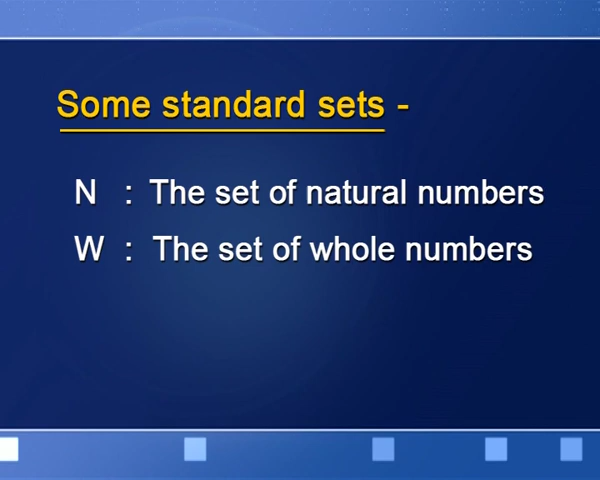 Some standard sets -
N : The set of natural numbers
W : The set of whole numbers